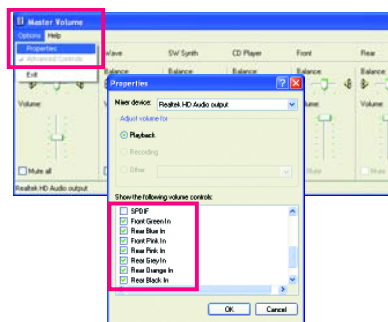 Master Volume
Options Help
Properties
Advanced Controls
Exit
Wave SW Synth CD Player Front Rear
Balance: Balance: Balance: Balance: Balance:
Volume: Volume:
Mute all Mute
Realtek HD Audio output
Properties
Mixer device: Realtek HD Audio output
Adjust volume for
Playback
Recording
Other
Show the following volume controls:
SPDIF
Front Green In
Rear Blue In
Front Pink In
Rear Pink In
Rear Grey In
Rear Orange In
Rear Black In
OK Cancel